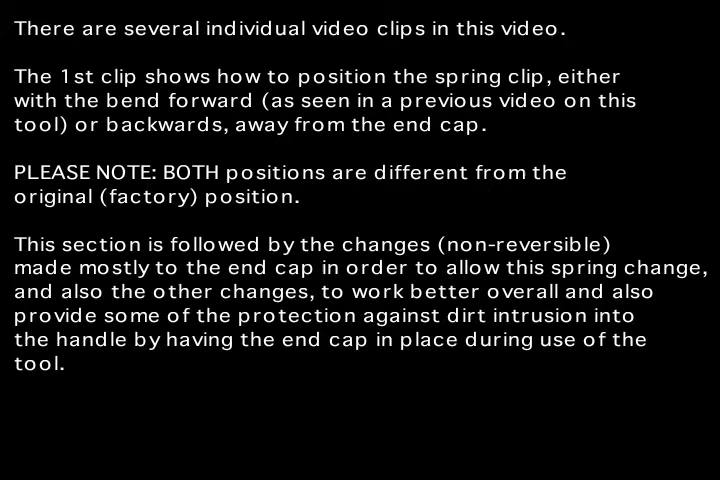 There are several individual video clips in this video.
The 1st clip shows how to position the spring clip, either
with the bend forward (as seen in a previous video on this
tool) or backwards, away from the end cap.
PLEASE NOTE: BOTH positions are different from the
original (factory) position.
This section is followed by the changes (non-reversible)
made mostly to the end cap in order to allow this spring change,
and also the other changes, to work better overall and also
provide some of the protection against dirt intrusion into
the handle by having the end cap in place during use of the
tool.